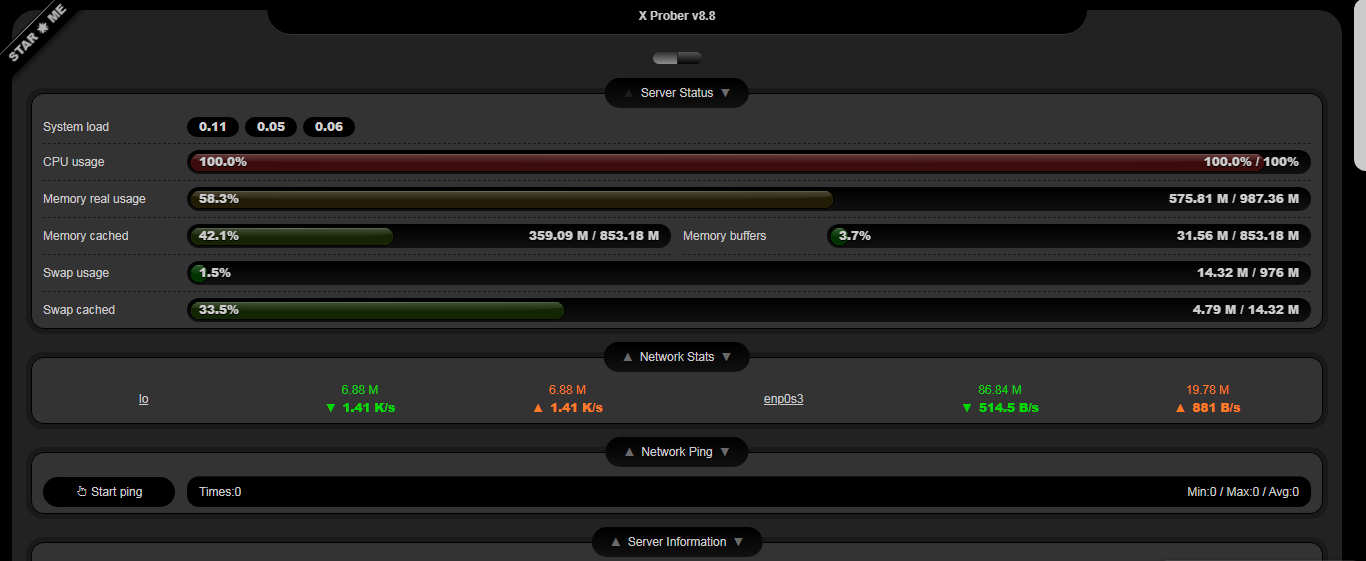 STAR ★ ME
X Prober v8.8
▲ Server Status ▼
System load 0.11 0.05 0.06
CPU usage 100.0% 100.0% / 100%
Memory real usage 58.3% 575.81 M / 987.36 M
Memory cached 42.1% 359.09 M / 853.18 M Memory buffers 3.7% 31.56 M / 853.18 M
Swap usage 1.5% 14.32 M / 976 M
Swap cached 33.5% 4.79 M / 14.32 M
▲ Network Stats ▼
6.88 M 6.88 M 86.84 M 19.78 M
lo ▼ 1.41 K/s ▲ 1.41 K/s enp0s3 ▼ 514.5 B/s ▲ 881 B/s
▲ Network Ping ▼
Start ping Times:0 Min:0 / Max:0 / Avg:0
▲ Server Information ▼